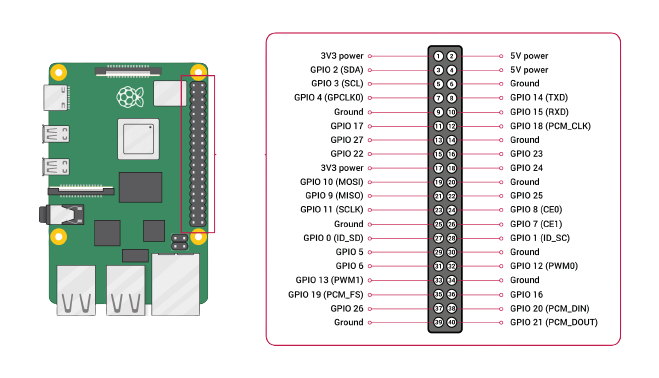 3V3 power 1 2 5V power
GPIO 2 (SDA) 3 4 5V power
GPIO 3 (SCL) 5 6 Ground
GPIO 4 (GPCLK0) 7 8 GPIO 14 (TXD)
Ground 9 10 GPIO 15 (RXD)
GPIO 17 11 12 GPIO 18 (PCM_CLK)
GPIO 27 13 14 Ground
GPIO 22 15 16 GPIO 23
3V3 power 17 18 GPIO 24
GPIO 10 (MOSI) 19 20 Ground
GPIO 9 (MISO) 21 22 GPIO 25
GPIO 11 (SCLK) 23 24 GPIO 8 (CE0)
Ground 25 26 GPIO 7 (CE1)
GPIO 0 (ID_SD) 27 28 GPIO 1 (ID_SC)
GPIO 5 29 30 Ground
GPIO 6 31 32 GPIO 12 (PWM0)
GPIO 13 (PWM1) 33 34 Ground
GPIO 19 (PCM_FS) 35 36 GPIO 16
GPIO 26 37 38 GPIO 20 (PCM_DIN)
Ground 39 40 GPIO 21 (PCM_DOUT)